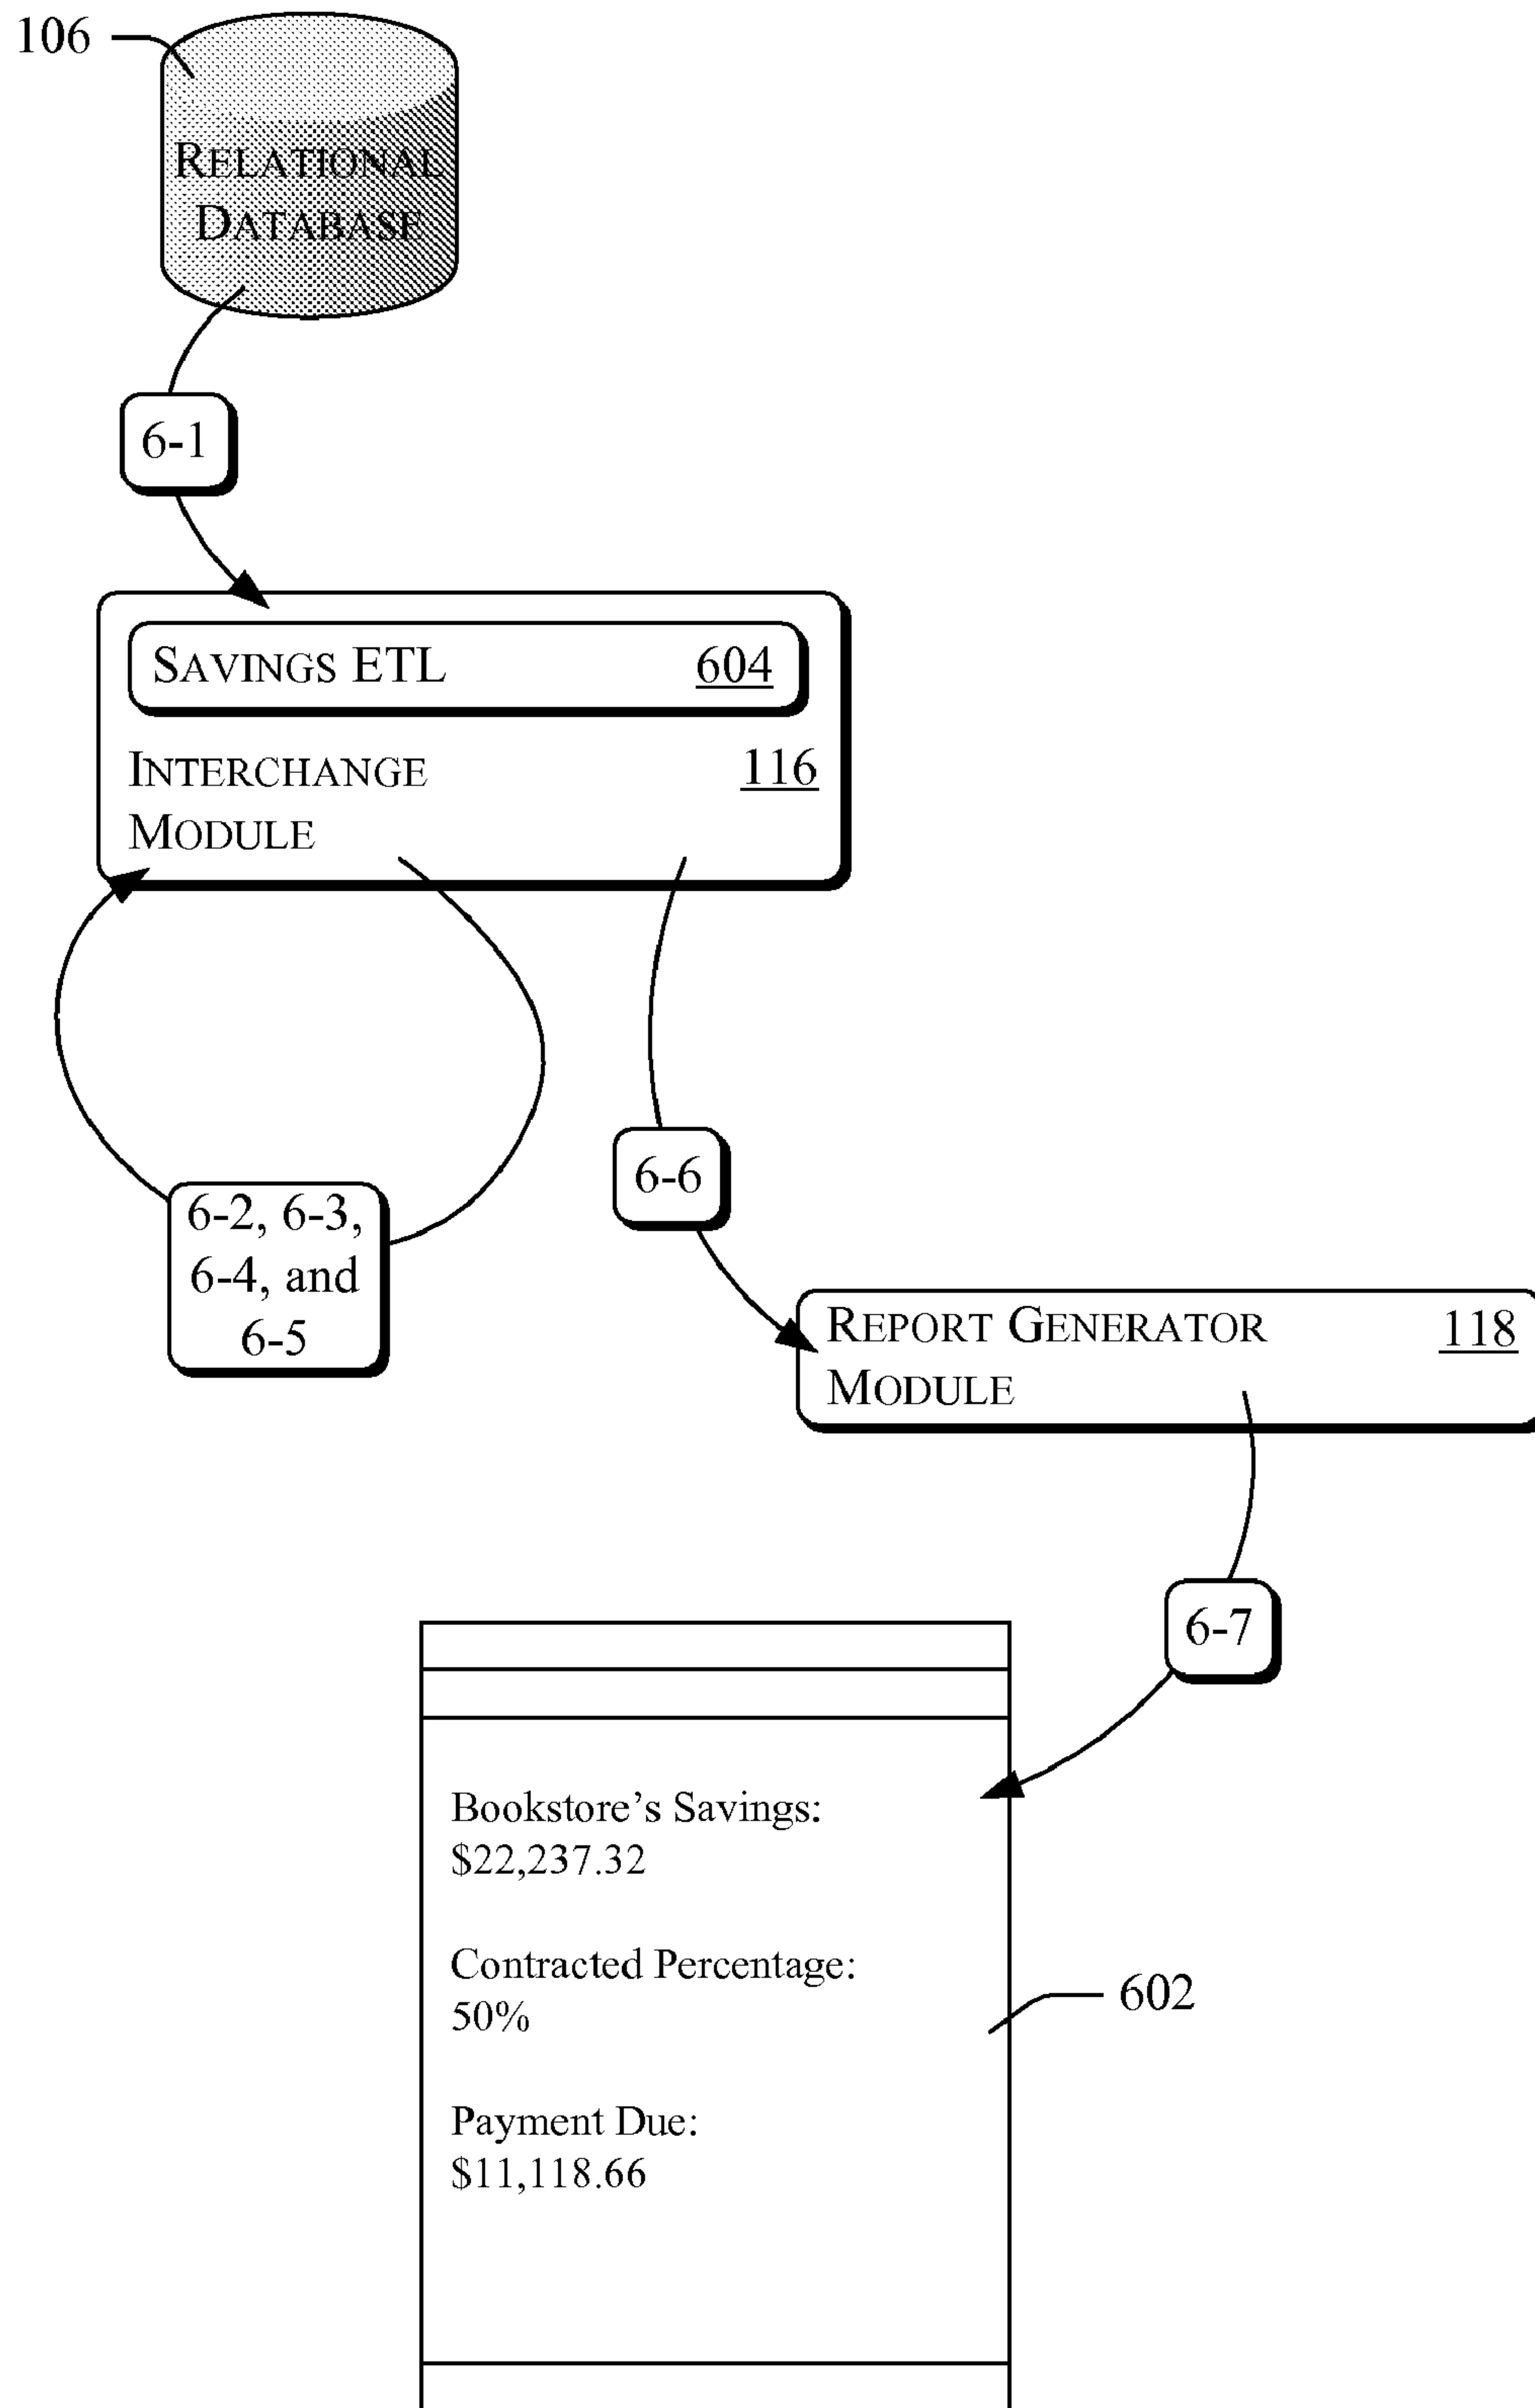 106
RELATIONAL
DATABASE
6-1
SAVINGS ETL 604
INTERCHANGE 116
MODULE
6-6
6-2, 6-3,
6-4, and
6-5
REPORT GENERATOR 118
MODULE
6-7
Bookstore’s Savings:
$22,237.32
Contracted Percentage:
50%
602
Payment Due:
$11,118.66